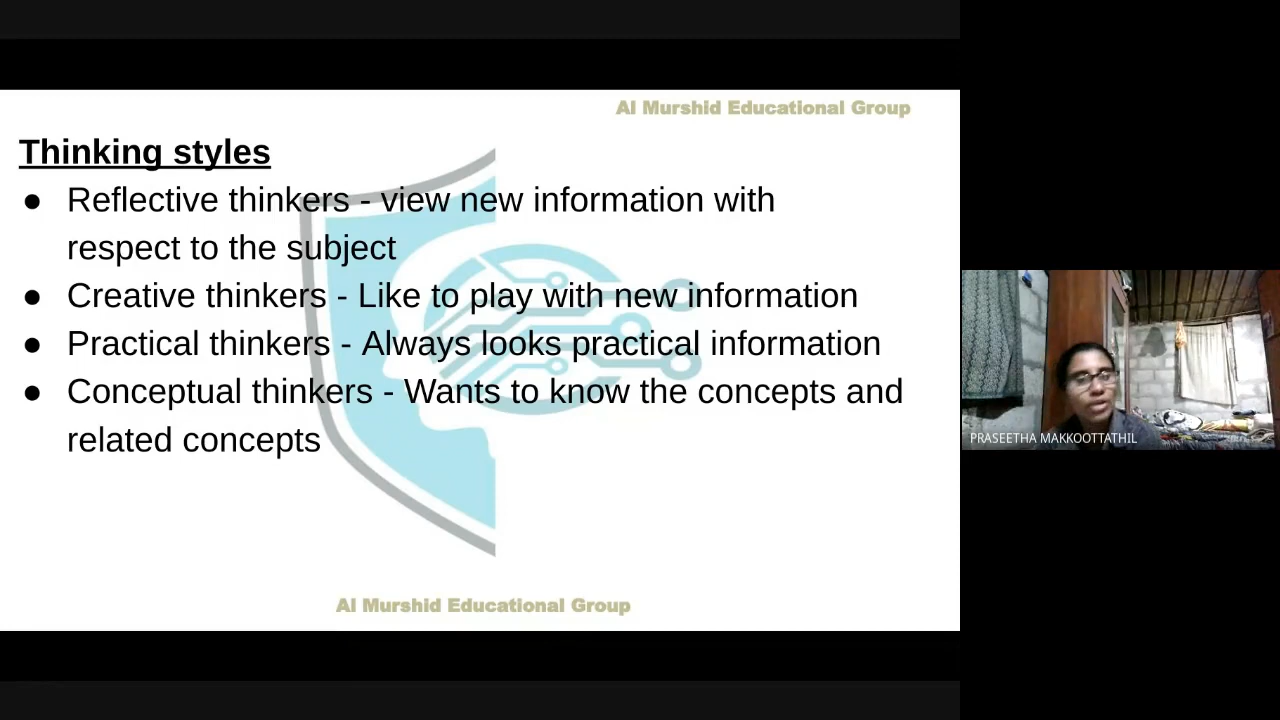 Al Murshid Educational Group
Thinking styles
● Reflective thinkers - view new information with
respect to the subject
● Creative thinkers - Like to play with new information
● Practical thinkers - Always looks practical information
● Conceptual thinkers - Wants to know the concepts and
related concepts
PRASEETHA MAKKOOTTATHIL
Al Murshid Educational Group